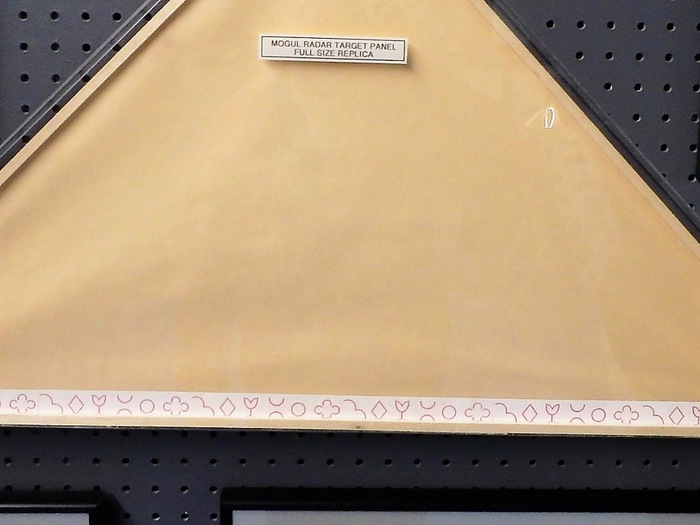 MOGUL RADAR TARGET PANEL
FULL SIZE REPLICA